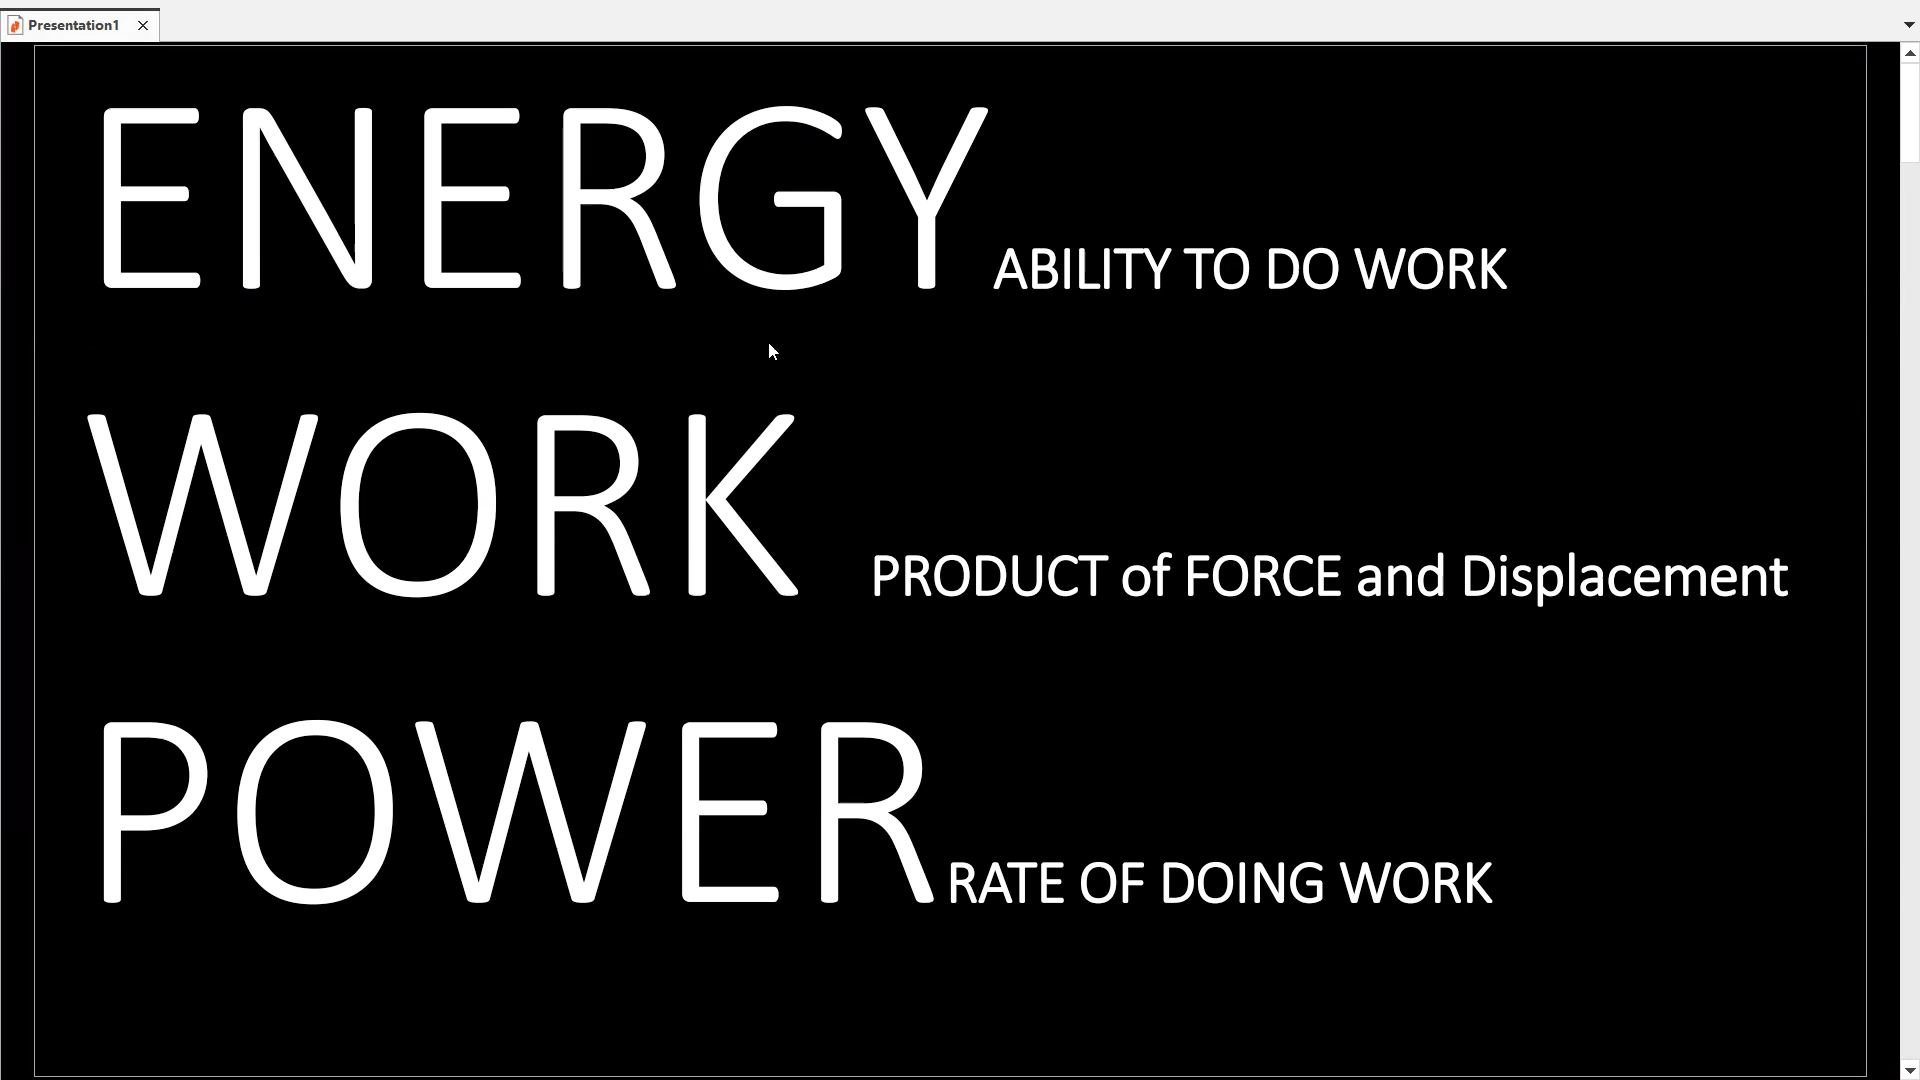 Presentation1
ENERGY ABILITY TO DO WORK
WORK PRODUCT of FORCE and Displacement
POWER RATE OF DOING WORK